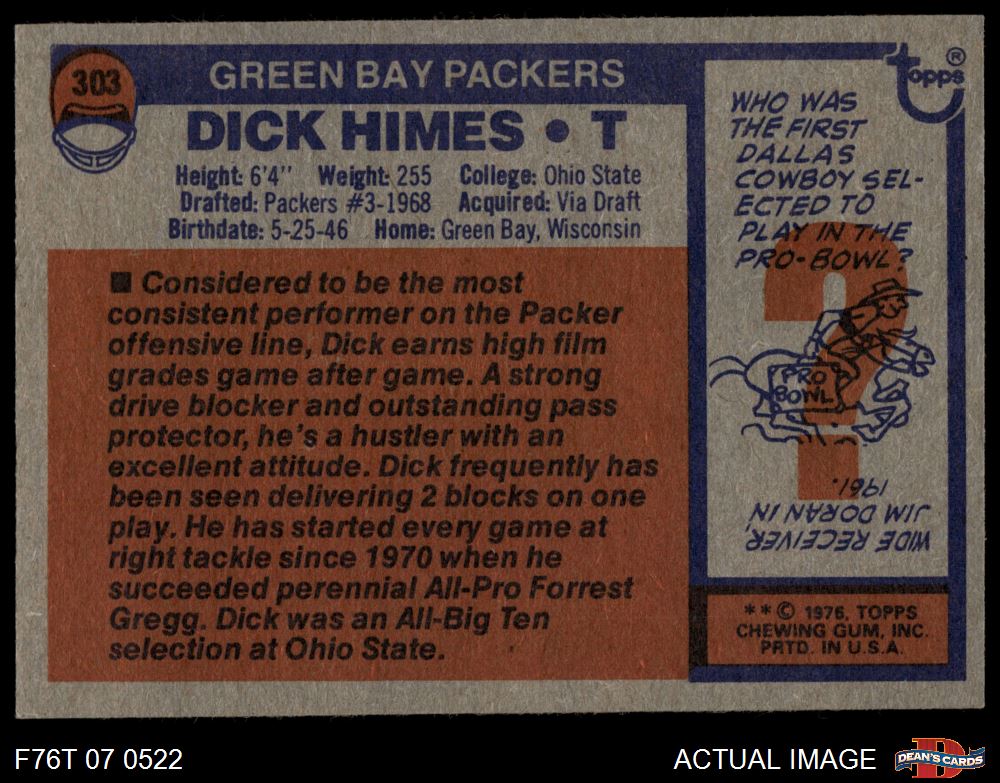 303
GREEN BAY PACKERS
DICK HIMES • T
Height: 6'4" Weight: 255 College: Ohio State
Drafted: Packers #3-1968 Acquired: Via Draft
Birthdate: 5-25-46 Home: Green Bay, Wisconsin
■ Considered to be the most
consistent performer on the Packer
offensive line, Dick earns high film
grades game after game. A strong
drive blocker and outstanding pass
protector, he's a hustler with an
excellent attitude. Dick frequently has
been seen delivering 2 blocks on one
play. He has started every game at
right tackle since 1970 when he
succeeded perennial All-Pro Forrest
Gregg. Dick was an All-Big Ten
selection at Ohio State.
topps®
WHO WAS
THE FIRST
DALLAS
COWBOY SEL-
ECTED TO
PLAY IN THE
PRO-BOWL?
?
PRO
BOWL
WIDE RECEIVER,
JIM DORAN IN
1961.
**© 1976, TOPPS
CHEWING GUM, INC.
PRTD. IN U.S.A.
F76T 07 0522
ACTUAL IMAGE
D
DEAN'S CARDS